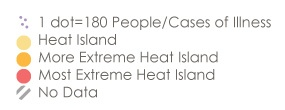 1 dot=180 People/Cases of Illness
Heat Island
More Extreme Heat Island
Most Extreme Heat Island
No Data